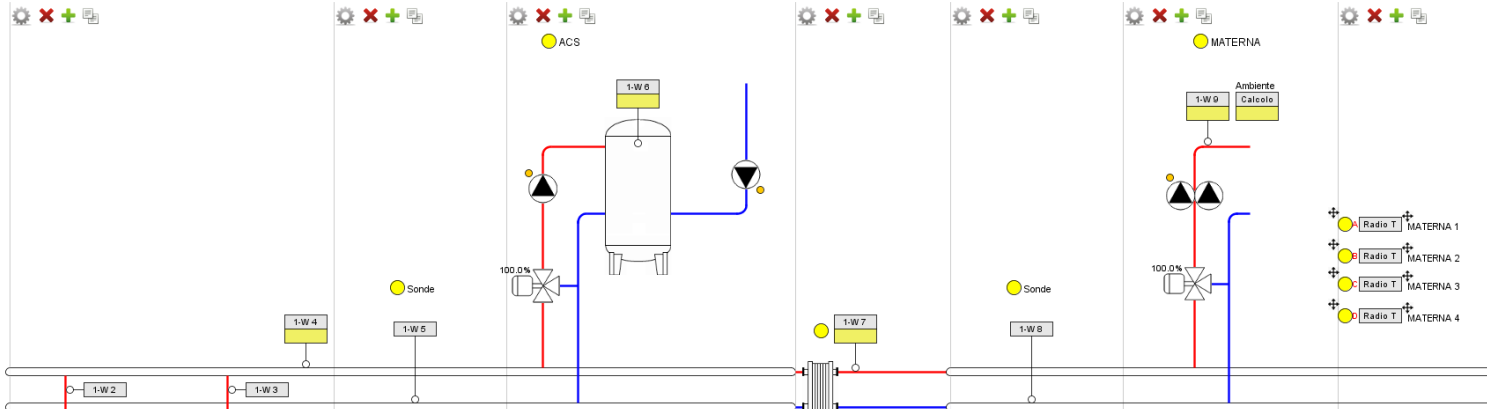 ACS
MATERNA
1-W 6
Ambiente
1-W 9
Calcolo
A Radio T MATERNA 1
B Radio T MATERNA 2
100.0%
100.0%
C Radio T MATERNA 3
Sonde
Sonde
D Radio T MATERNA 4
1-W 4
1-W 5
1-W 7
1-W 8
1-W 2
1-W 3